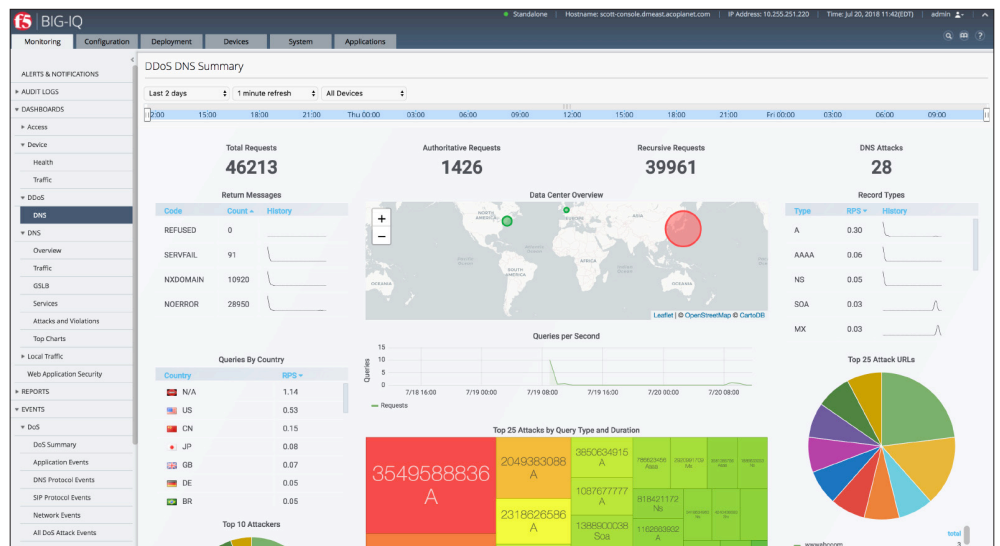 f5 BIG-IQ
Standalone | Hostname: scott-console.dmeast.acopianet.com | IP Address: 10.255.251.220 | Time: Jul 20, 2018 11:42(EDT) | admin
Monitoring Configuration Deployment Devices System Applications
DDoS DNS Summary
Last 2 days 1 minute refresh All Devices
12:00 15:00 18:00 21:00 Thu 00:00 03:00 06:00 09:00 12:00 15:00 18:00 21:00 Fri 00:00 03:00 06:00 09:00
ALERTS & NOTIFICATIONS
AUDIT LOGS
DASHBOARDS
Access
Device
Health
Traffic
DDoS
DNS
DNS
Overview
Traffic
GSLB
Services
Attacks and Violations
Top Charts
Local Traffic
Web Application Security
REPORTS
EVENTS
DoS
DoS Summary
Application Events
DNS Protocol Events
SIP Protocol Events
Network Events
All DoS Attack Events
Total Requests
46213
Authoritative Requests
1426
Recursive Requests
39961
DNS Attacks
28
Return Messages
Code Count History
REFUSED 0
SERVFAIL 91
NXDOMAIN 10920
NOERROR 28950
Data Center Overview
+
−
NORTH AMERICA
EUROPE
ASIA
AFRICA
SOUTH AMERICA
OCEANIA
OCEANIA
Leaflet | © OpenStreetMap © CartoDB
Record Types
Type RPS History
A 0.30
AAAA 0.06
NS 0.05
SOA 0.03
MX 0.03
Queries By Country
Country RPS
N/A 1.14
US 0.53
CN 0.15
JP 0.08
GB 0.07
DE 0.05
BR 0.05
Queries per Second
Queries
15
10
5
0
7/18 16:00 7/19 00:00 7/19 08:00 7/19 16:00 7/20 00:00 7/20 08:00
Requests
Top 25 Attacks by Query Type and Duration
3549588836
A
2049383088
A
2318626586
A
3850634915
A
1087677777
A
1388900038
Soa
818421172
Ns
1162663932
A
Top 25 Attack URLs
total
3
Top 10 Attackers